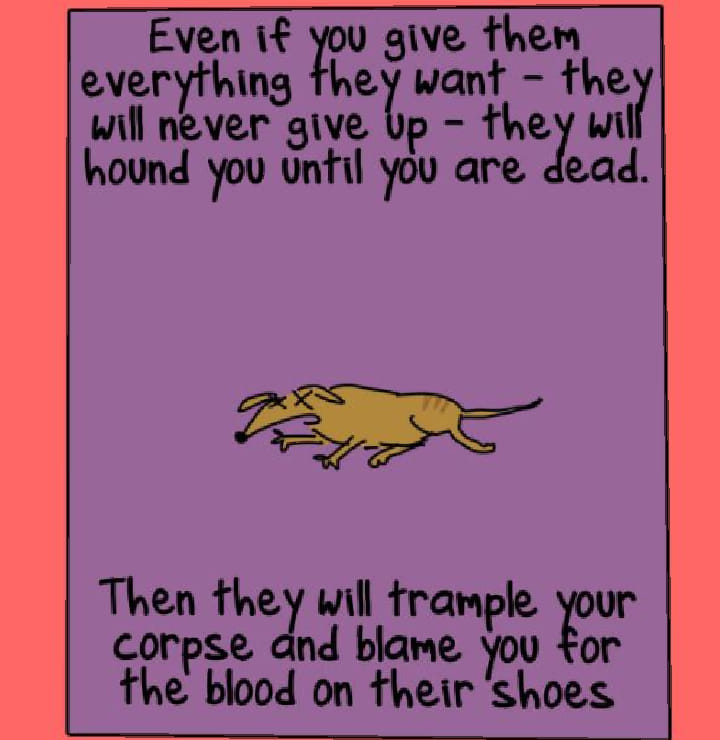 Even if you give them
everything they want - they
will never give up - they will
hound you until you are dead.
Then they will trample your
corpse and blame you for
the blood on their shoes